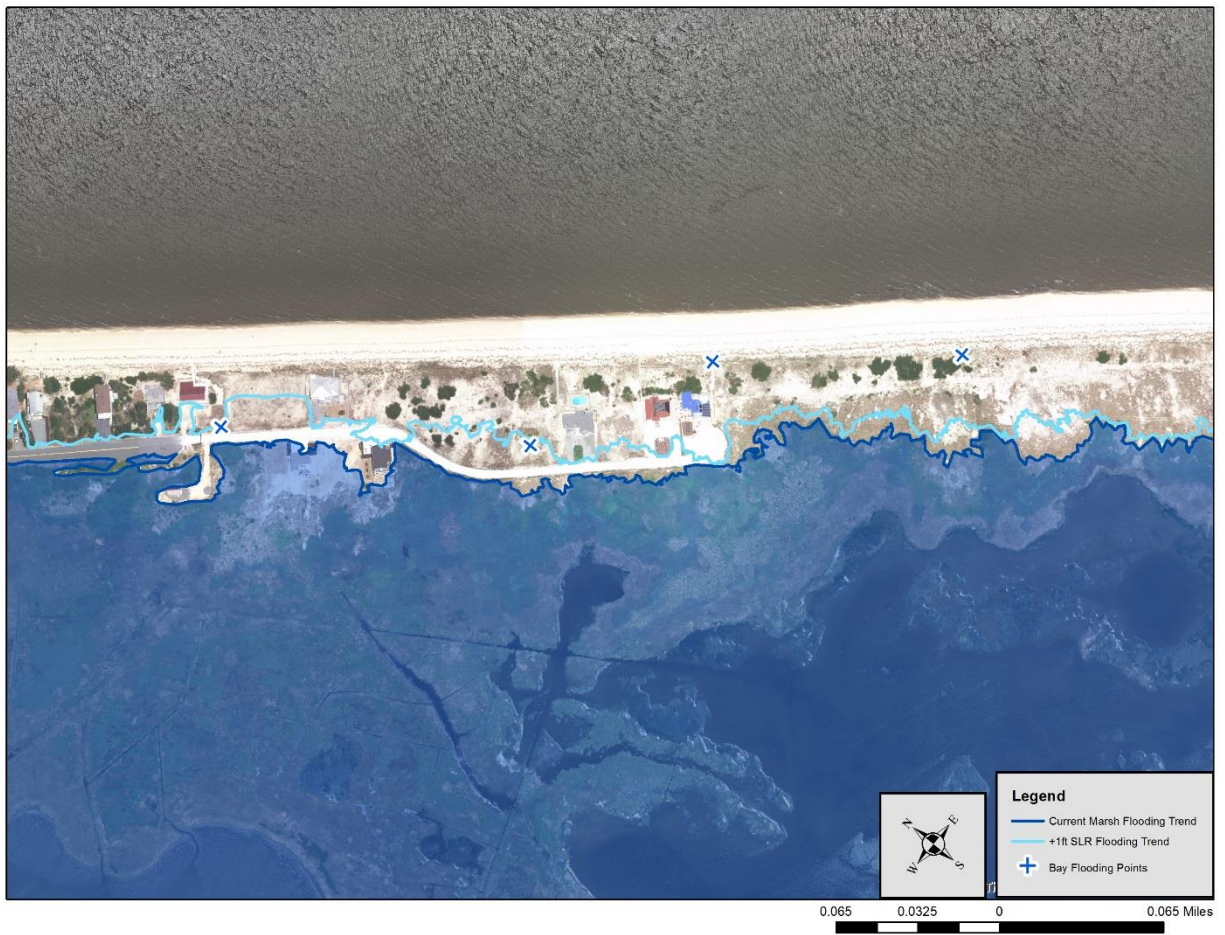 N E
W S
Legend
Current Marsh Flooding Trend
+1ft SLR Flooding Trend
Bay Flooding Points
0.065 0.0325 0 0.065 Miles